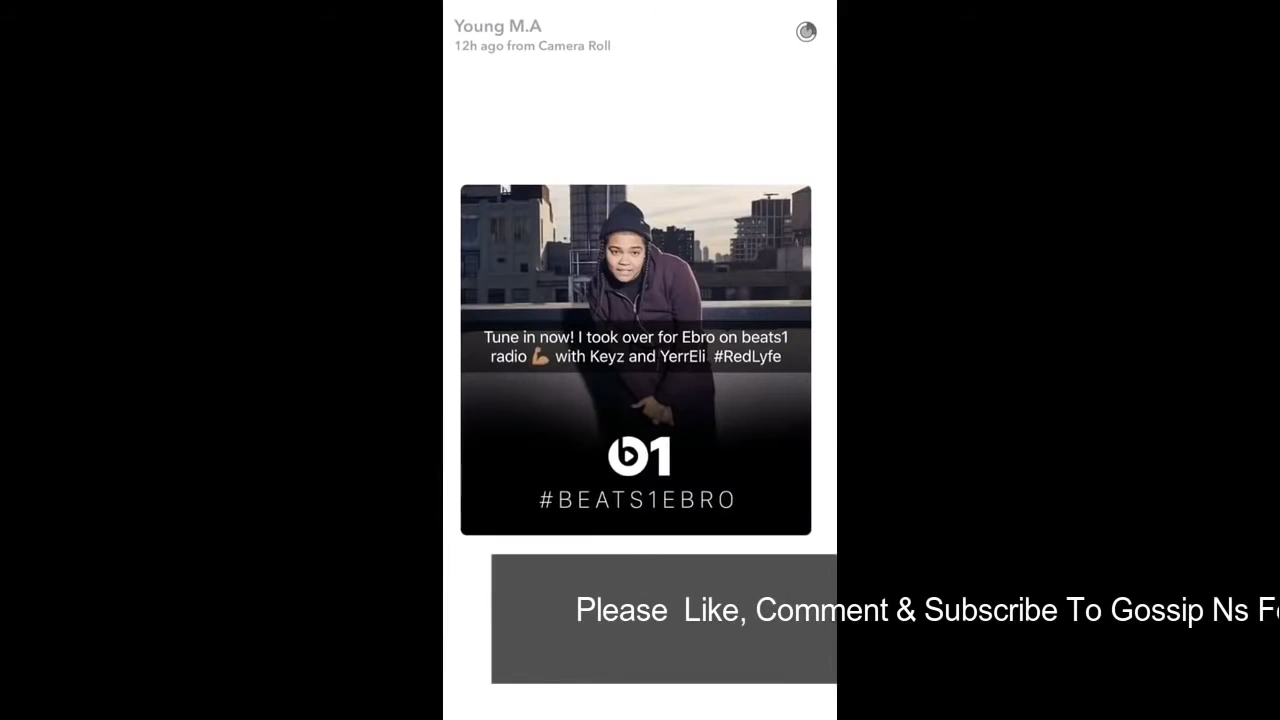 Young M.A
12h ago from Camera Roll
Tune in now! I took over for Ebro on beats1
radio 💪🏽 with Keyz and YerrEli #RedLyfe
b1
#BEATS1EBRO
Please Like, Comment & Subscribe To Gossip Ns